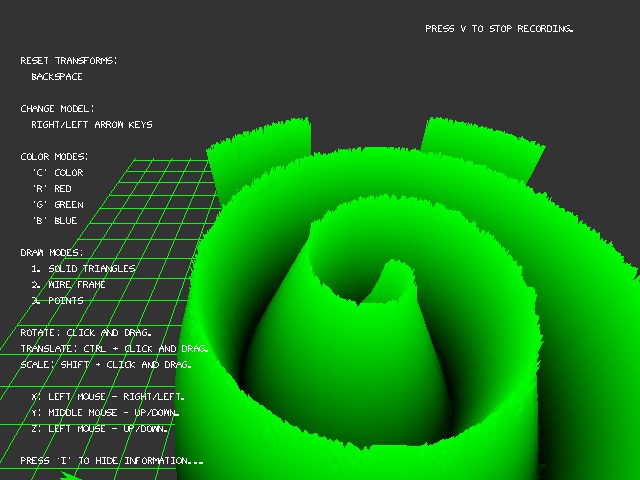 PRESS V TO STOP RECORDING.
RESET TRANSFORMS:
BACKSPACE
CHANGE MODEL:
RIGHT/LEFT ARROW KEYS
COLOR MODES:
'C' COLOR
'R' RED
'G' GREEN
'B' BLUE
DRAW MODES:
1. SOLID TRIANGLES
2. WIRE FRAME
3. POINTS
ROTATE: CLICK AND DRAG.
TRANSLATE: CTRL + CLICK AND DRAG.
SCALE: SHIFT + CLICK AND DRAG.
X: LEFT MOUSE - RIGHT/LEFT.
Y: MIDDLE MOUSE - UP/DOWN.
Z: LEFT MOUSE - UP/DOWN.
PRESS 'I' TO HIDE INFORMATION...